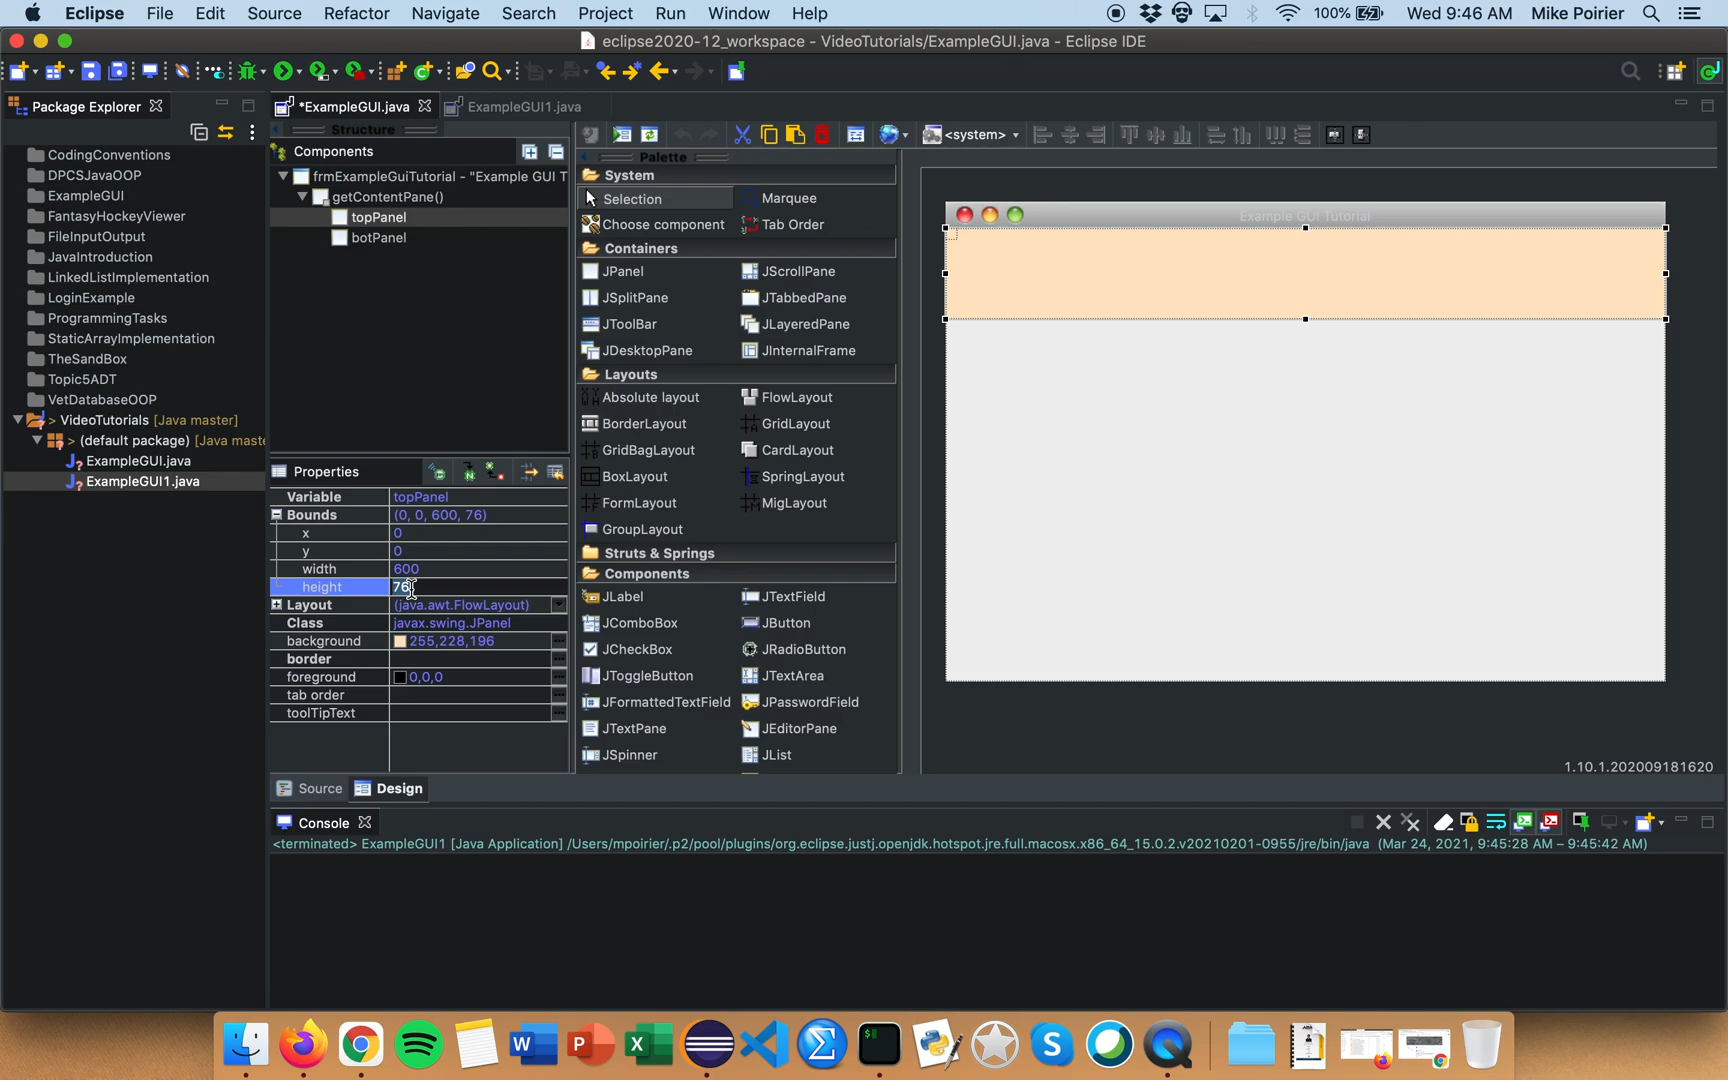 Eclipse File Edit Source Refactor Navigate Search Project Run Window Help 100% Wed 9:46 AM Mike Poirier
eclipse2020-12_workspace - VideoTutorials/ExampleGUI.java - Eclipse IDE
Package Explorer
CodingConventions
DPCSJavaOOP
ExampleGUI
FantasyHockeyViewer
FileInputOutput
JavaIntroduction
LinkedListImplementation
LoginExample
ProgrammingTasks
StaticArrayImplementation
TheSandBox
Topic5ADT
VetDatabaseOOP
> VideoTutorials [Java master]
> (default package) [Java maste
ExampleGUI.java
ExampleGUI1.java
*ExampleGUI.java ExampleGUI1.java
Structure
Components
frmExampleGuiTutorial - "Example GUI T
getContentPane()
topPanel
botPanel
Properties
Variable topPanel
Bounds (0, 0, 600, 76)
x 0
y 0
width 600
height 76
Layout (java.awt.FlowLayout)
Class javax.swing.JPanel
background 255,228,196
border
foreground 0,0,0
tab order
toolTipText
<system>
Palette
System
Selection Marquee
Choose component Tab Order
Containers
JPanel JScrollPane
JSplitPane JTabbedPane
JToolBar JLayeredPane
JDesktopPane JInternalFrame
Layouts
Absolute layout FlowLayout
BorderLayout GridLayout
GridBagLayout CardLayout
BoxLayout SpringLayout
FormLayout MigLayout
GroupLayout
Struts & Springs
Components
JLabel JTextField
JComboBox JButton
JCheckBox JRadioButton
JToggleButton JTextArea
JFormattedTextField JPasswordField
JTextPane JEditorPane
JSpinner JList
Example GUI Tutorial
1.10.1.202009181620
Source Design
Console
<terminated> ExampleGUI1 [Java Application] /Users/mpoirier/.p2/pool/plugins/org.eclipse.justj.openjdk.hotspot.jre.full.macosx.x86_64_15.0.2.v20210201-0955/jre/bin/java (Mar 24, 2021, 9:45:28 AM – 9:45:42 AM)
W P X S